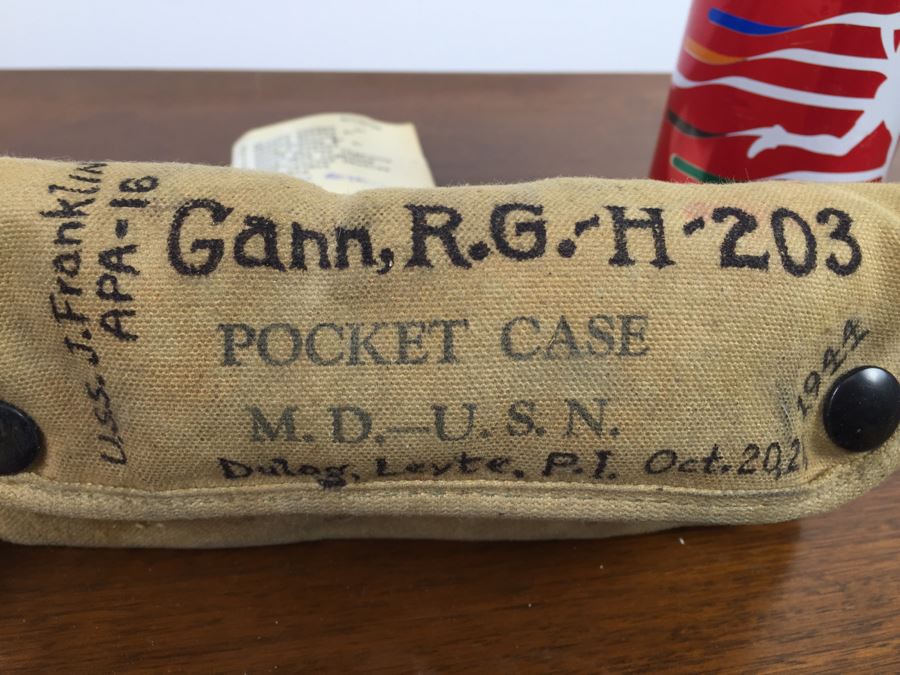 U.S.S. J. Franklin
APA-16
Gann, R.G.-H-203
POCKET CASE
M. D.—U. S. N.
Dulag, Leyte, P.I. Oct. 20, 21
1944